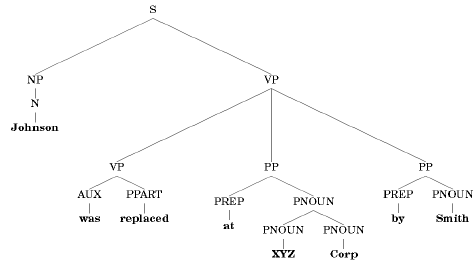 S
NP VP
N
Johnson
VP PP PP
AUX PPART PREP PNOUN PREP PNOUN
was replaced at by Smith
PNOUN PNOUN
XYZ Corp